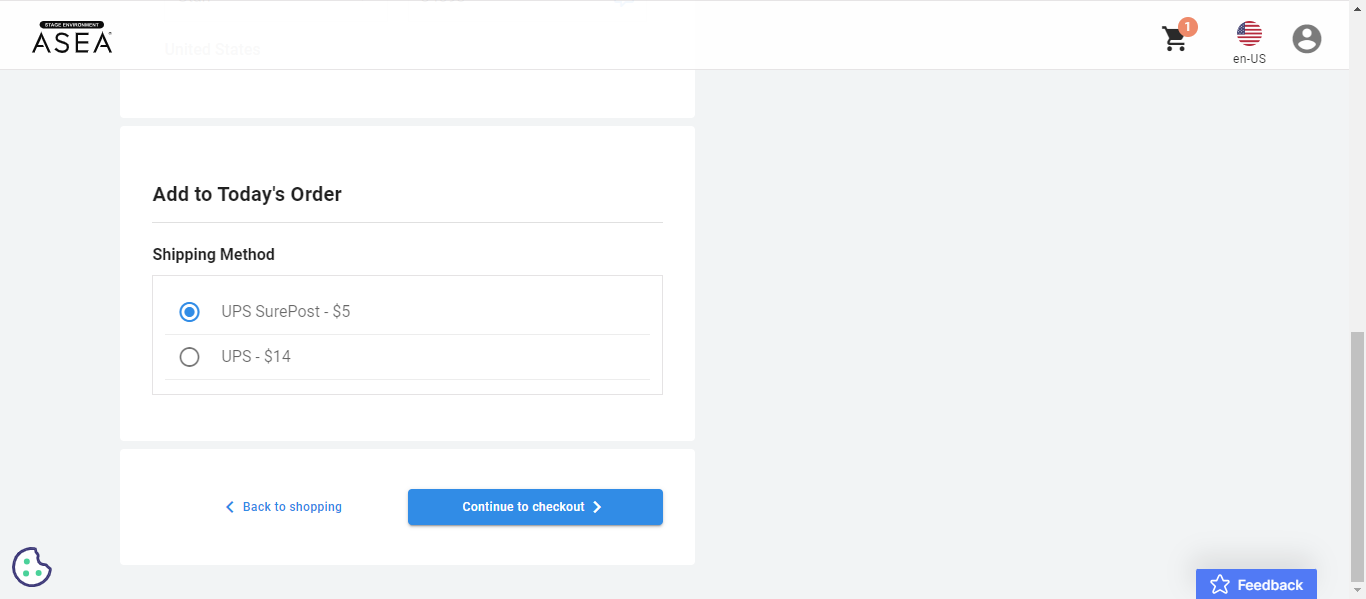 STAGE ENVIRONMENT
ASEA
United States
1
en-US
Add to Today's Order
Shipping Method
UPS SurePost - $5
UPS - $14
Back to shopping
Continue to checkout
Feedback